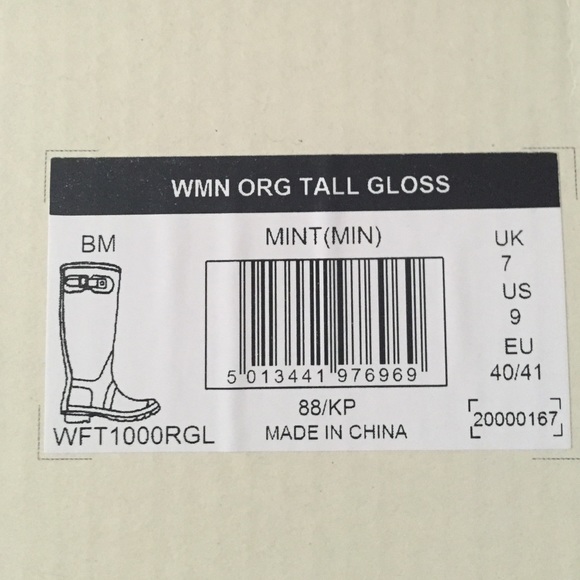 WMN ORG TALL GLOSS
BM
MINT(MIN)
UK
7
US
9
EU
40/41
5 013441 976969
88/KP
WFT1000RGL
MADE IN CHINA
20000167